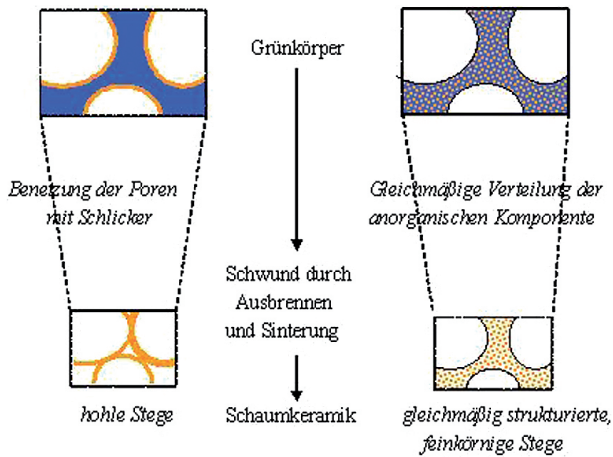 Grünkörper
Benetzung der Poren
mit Schlicker
Gleichmäßige Verteilung der
anorganischen Komponente
Schwund durch
Ausbrennen
und Sinterung
hohle Stege
Schaumkeramik
gleichmäßig strukturierte,
feinkörnige Stege